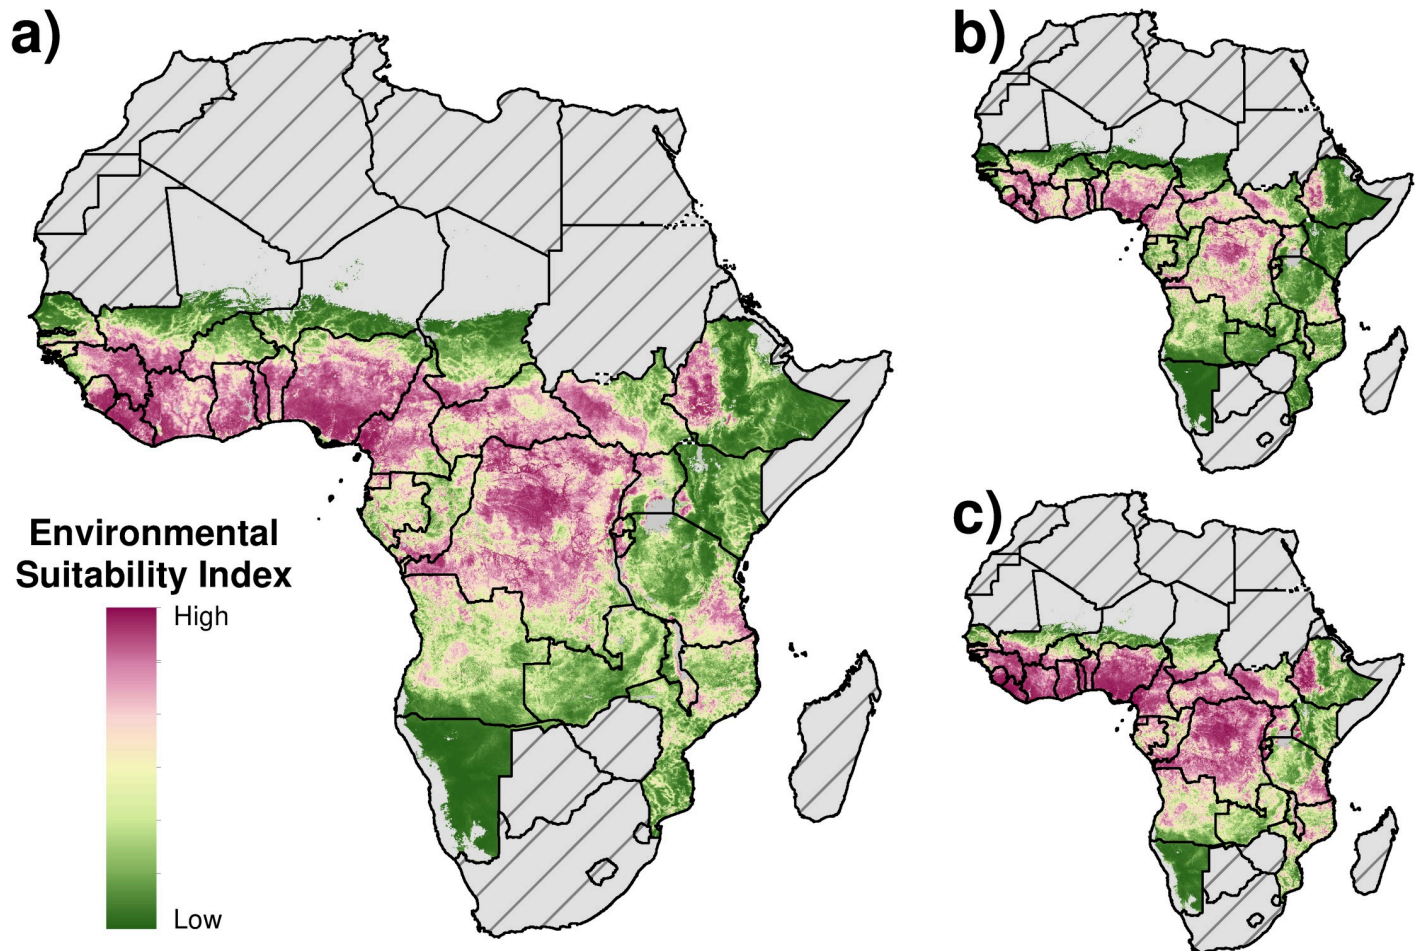 a)
b)
c)
Environmental
Suitability Index
High
Low